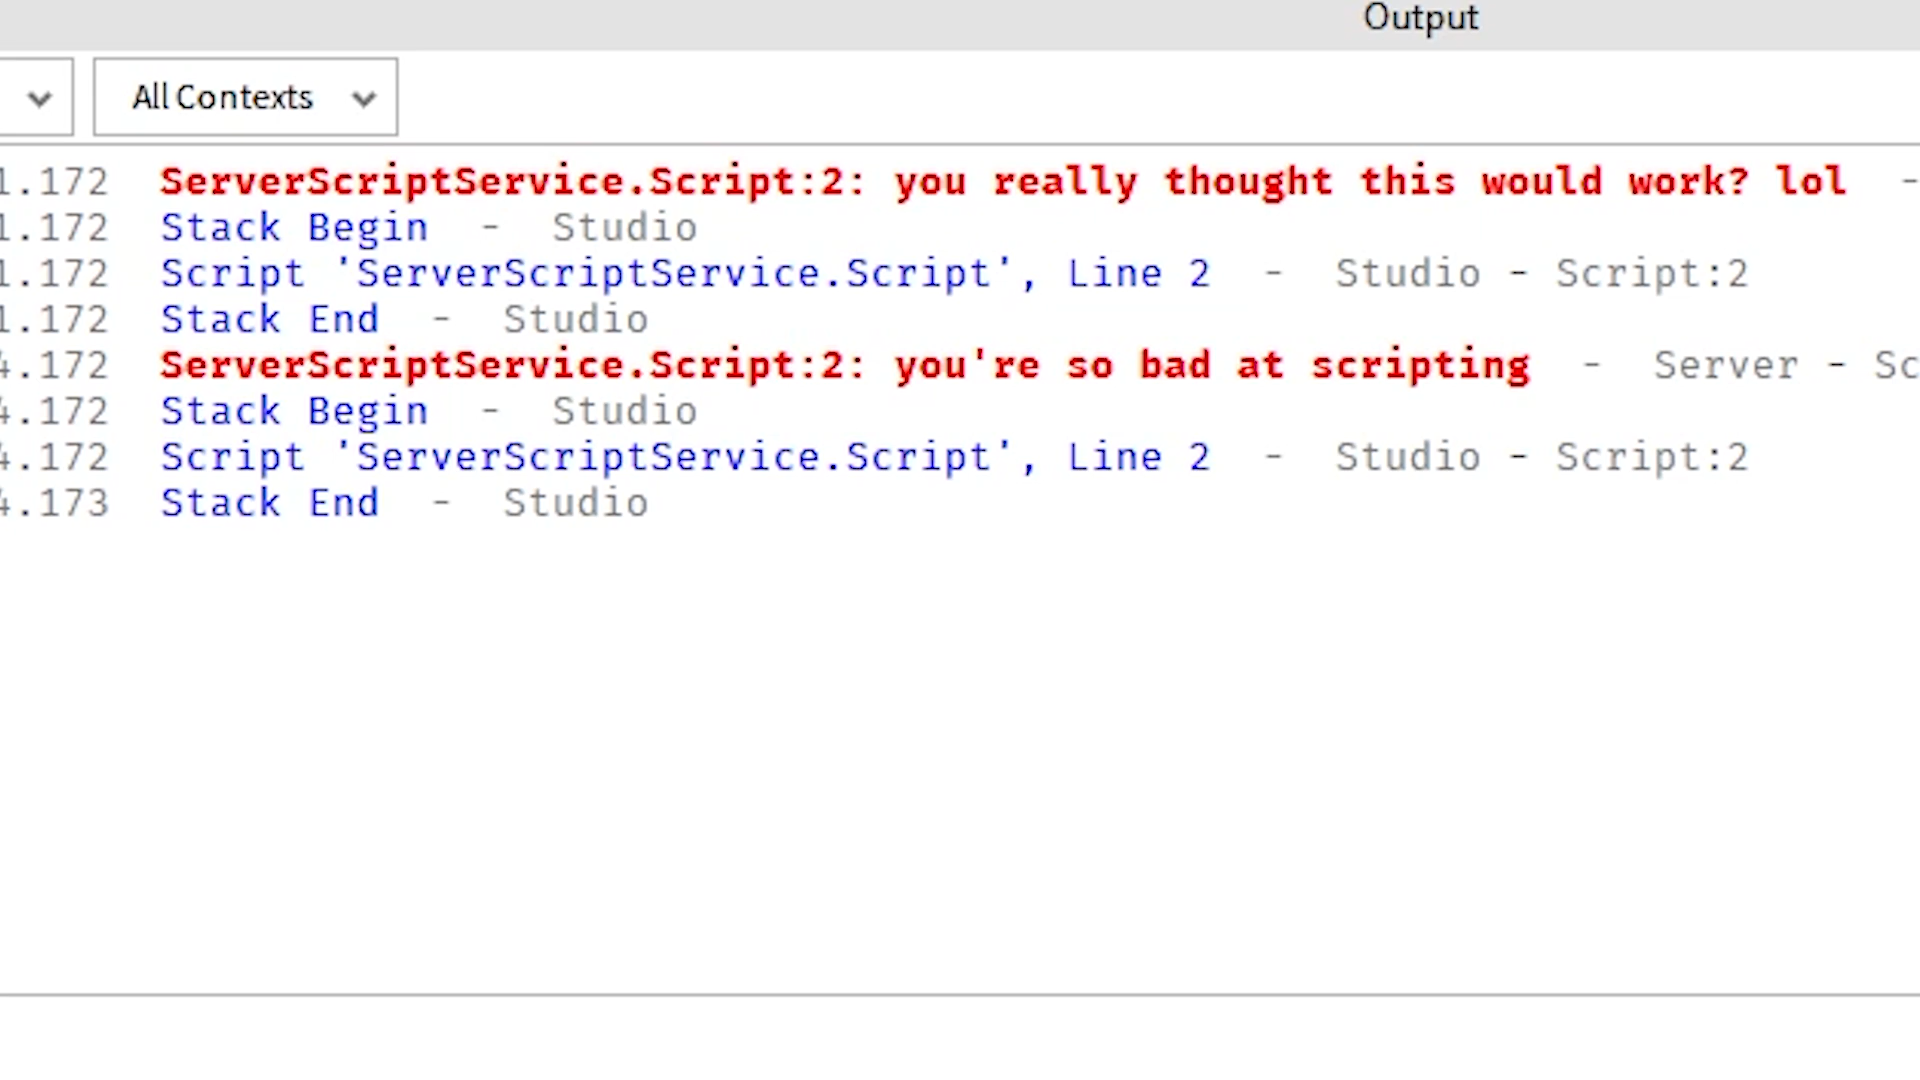 Output
All Contexts
1.172 ServerScriptService.Script:2: you really thought this would work? lol -
1.172 Stack Begin - Studio
1.172 Script 'ServerScriptService.Script', Line 2 - Studio - Script:2
1.172 Stack End - Studio
4.172 ServerScriptService.Script:2: you're so bad at scripting - Server - Sc
4.172 Stack Begin - Studio
4.172 Script 'ServerScriptService.Script', Line 2 - Studio - Script:2
4.173 Stack End - Studio